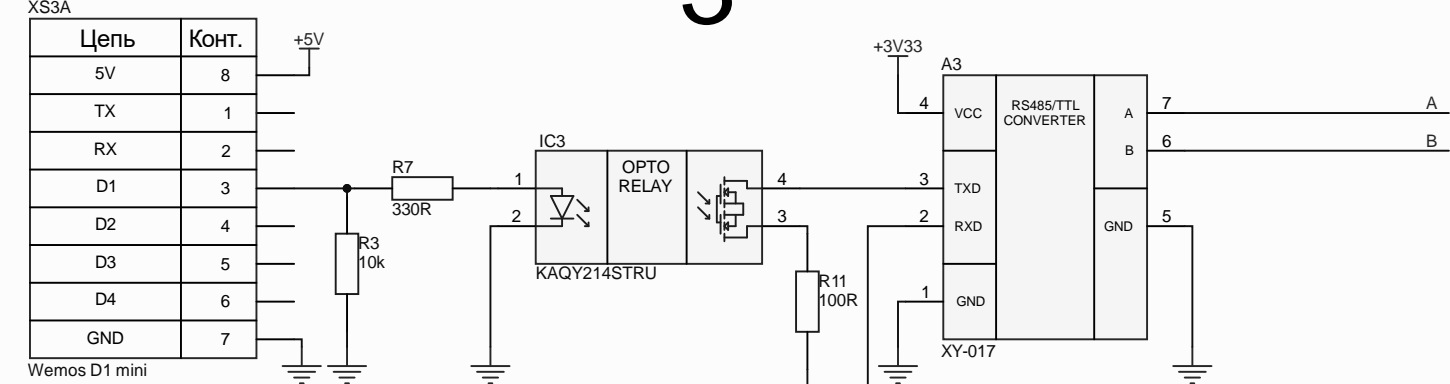 XS3A
Цепь Конт.
5V 8
TX 1
RX 2
D1 3
D2 4
D3 5
D4 6
GND 7
Wemos D1 mini
+5V
R3
10k
R7
330R
IC3
OPTO
RELAY
1
2
4
3
KAQY214STRU
R11
100R
+3V33
A3
4 VCC
3 TXD
2 RXD
1 GND
RS485/TTL
CONVERTER
A 7 A
B 6 B
GND 5
XY-017